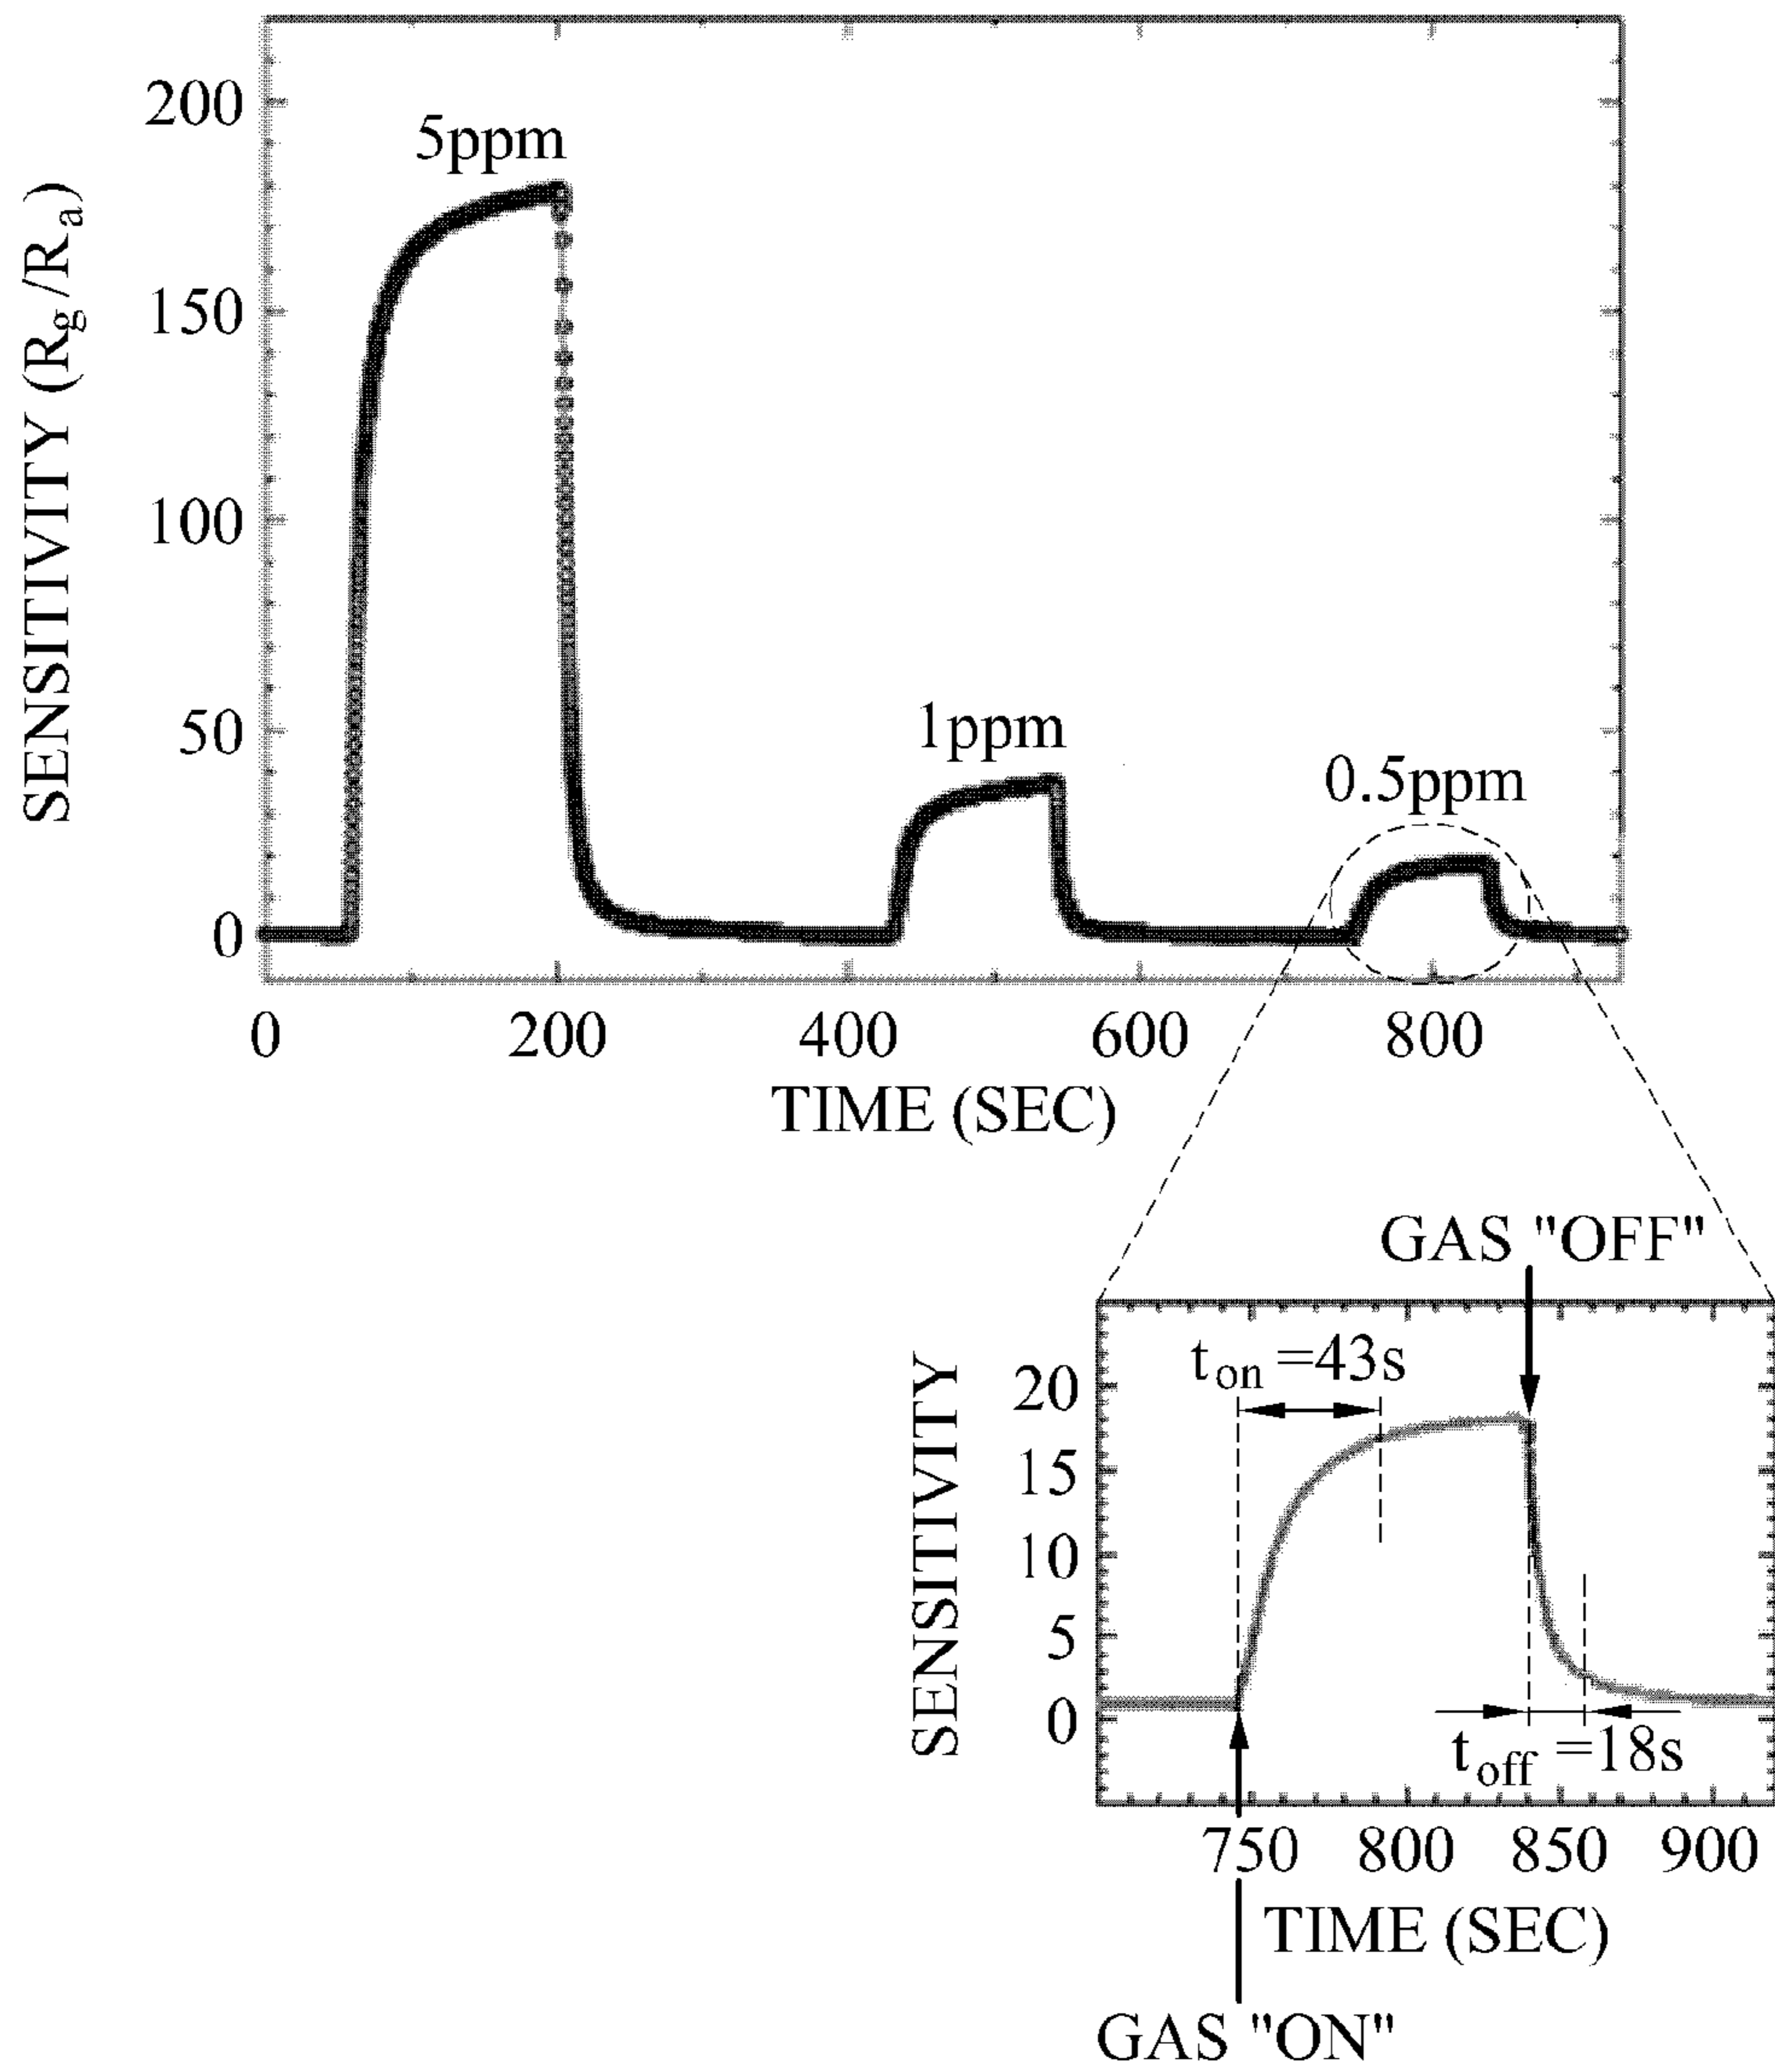 SENSITIVITY (Rg/Ra)
200
150
100
50
0
5ppm
1ppm
0.5ppm
0 200 400 600 800
TIME (SEC)
GAS "OFF"
SENSITIVITY
20
15
10
5
0
ton =43s
toff =18s
750 800 850 900
TIME (SEC)
GAS "ON"